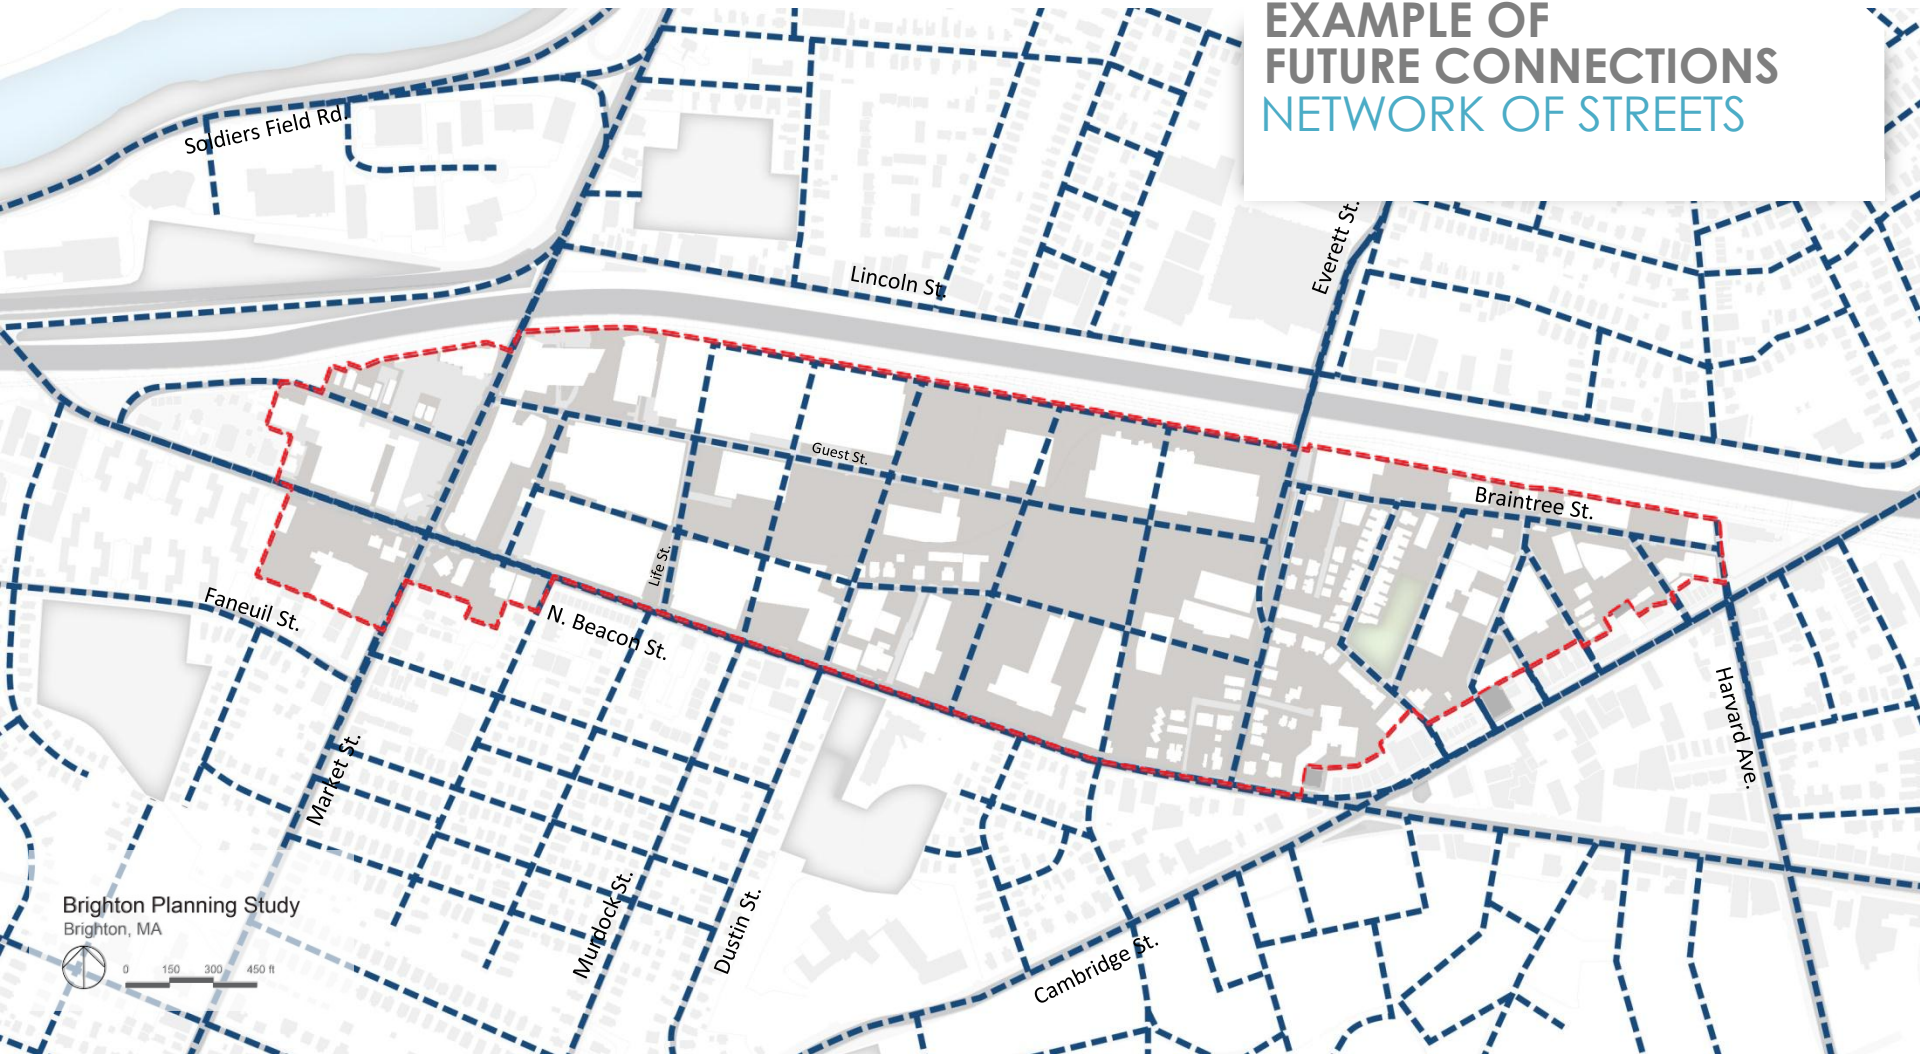 EXAMPLE OF
FUTURE CONNECTIONS
NETWORK OF STREETS
Soldiers Field Rd.
Everett St.
Lincoln St.
Guest St.
Braintree St.
Life St.
Faneuil St.
N. Beacon St.
Harvard Ave.
Market St.
Murdock St.
Dustin St.
Cambridge St.
Brighton Planning Study
Brighton, MA
0 150 300 450 ft